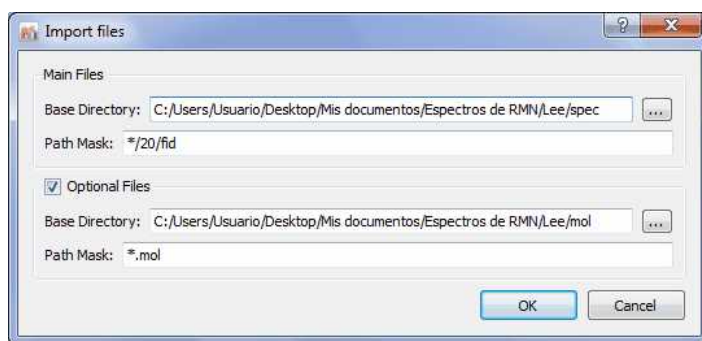 Import files
Main Files
Base Directory: C:/Users/Usuario/Desktop/Mis documentos/Espectros de RMN/Lee/spec ...
Path Mask: */20/fid
Optional Files
Base Directory: C:/Users/Usuario/Desktop/Mis documentos/Espectros de RMN/Lee/mol ...
Path Mask: *.mol
OK Cancel